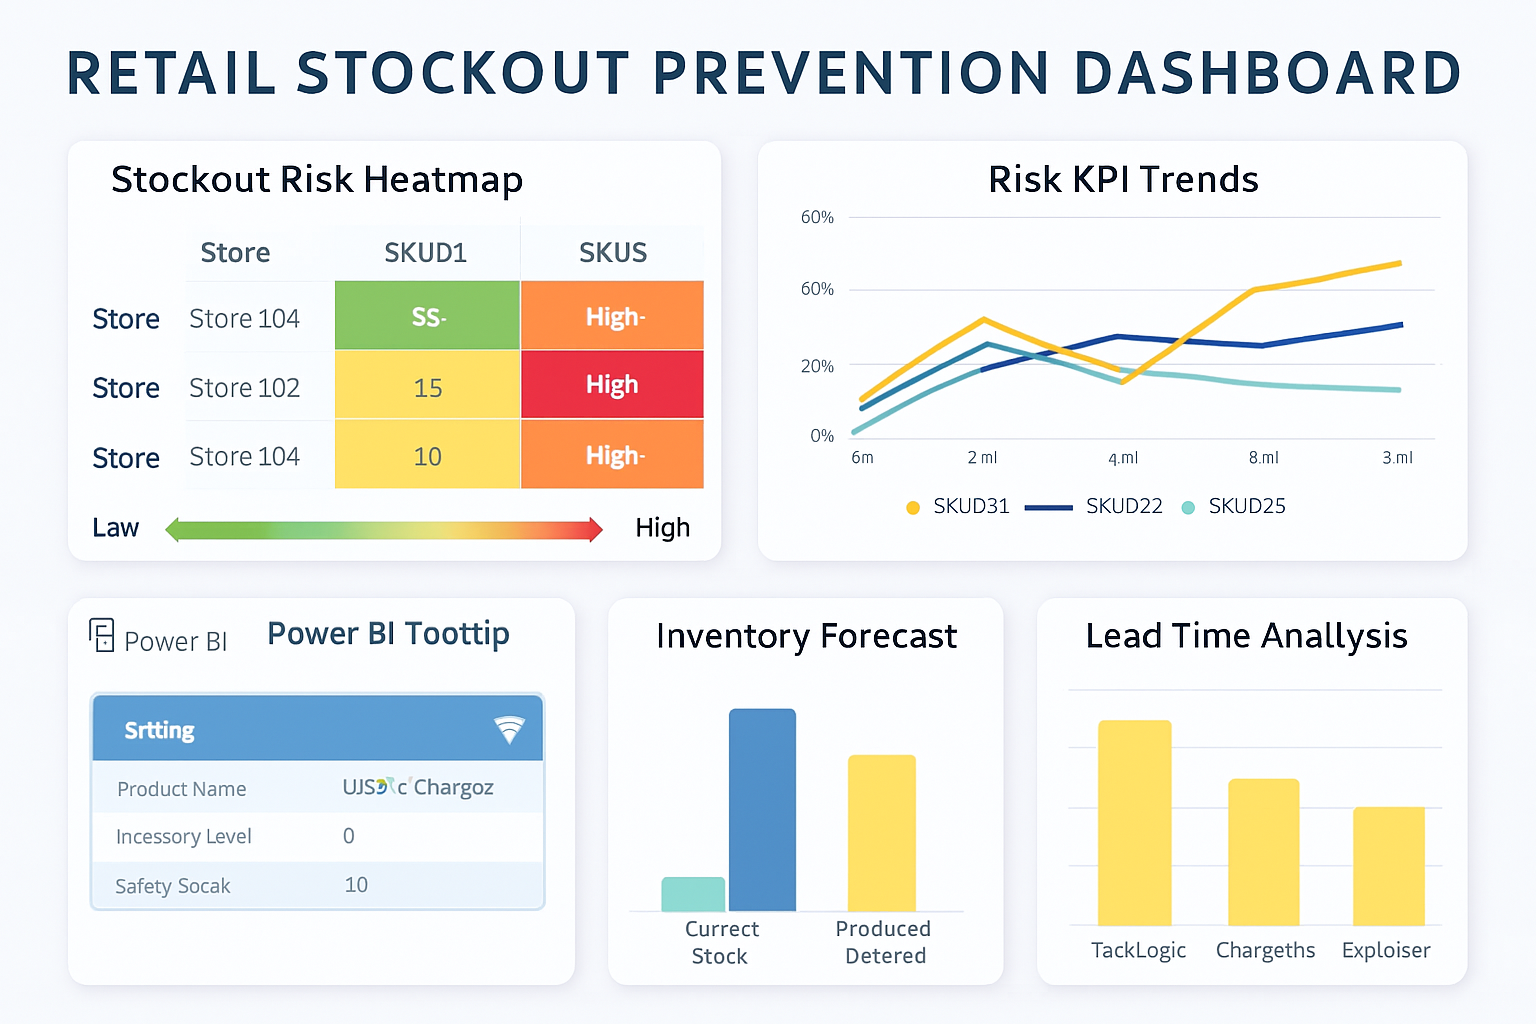 RETAIL STOCKOUT PREVENTION DASHBOARD
Stockout Risk Heatmap
Store SKUD1 SKUS
Store Store 104 SS- High-
Store Store 102 15 High
Store Store 104 10 High-
Law High
Risk KPI Trends
60%
60%
20%
0%
6m 2 ml 4.ml 8.ml 3.ml
SKUD31 SKUD22 SKUD25
Power BI Power BI Toottip
Srtting
Product Name Chargoz
Incessory Level 0
Safety Socak 10
Inventory Forecast
Currect Stock
Produced Detered
Lead Time Anallysis
TackLogic Chargeths Exploiser